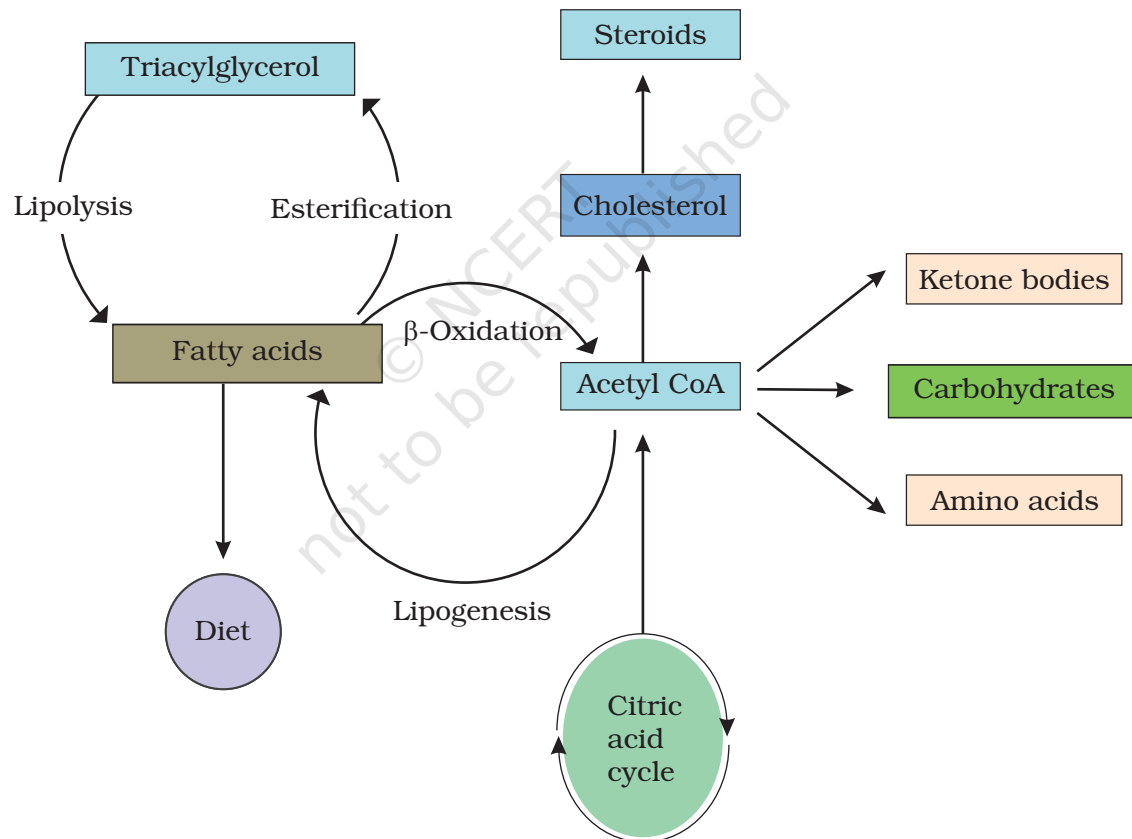 Steroids
Triacylglycerol
Lipolysis
Esterification
Cholesterol
Ketone bodies
β-Oxidation
Fatty acids
Acetyl CoA
Carbohydrates
Amino acids
Lipogenesis
Diet
Citric
acid
cycle
© NCERT
not to be republished